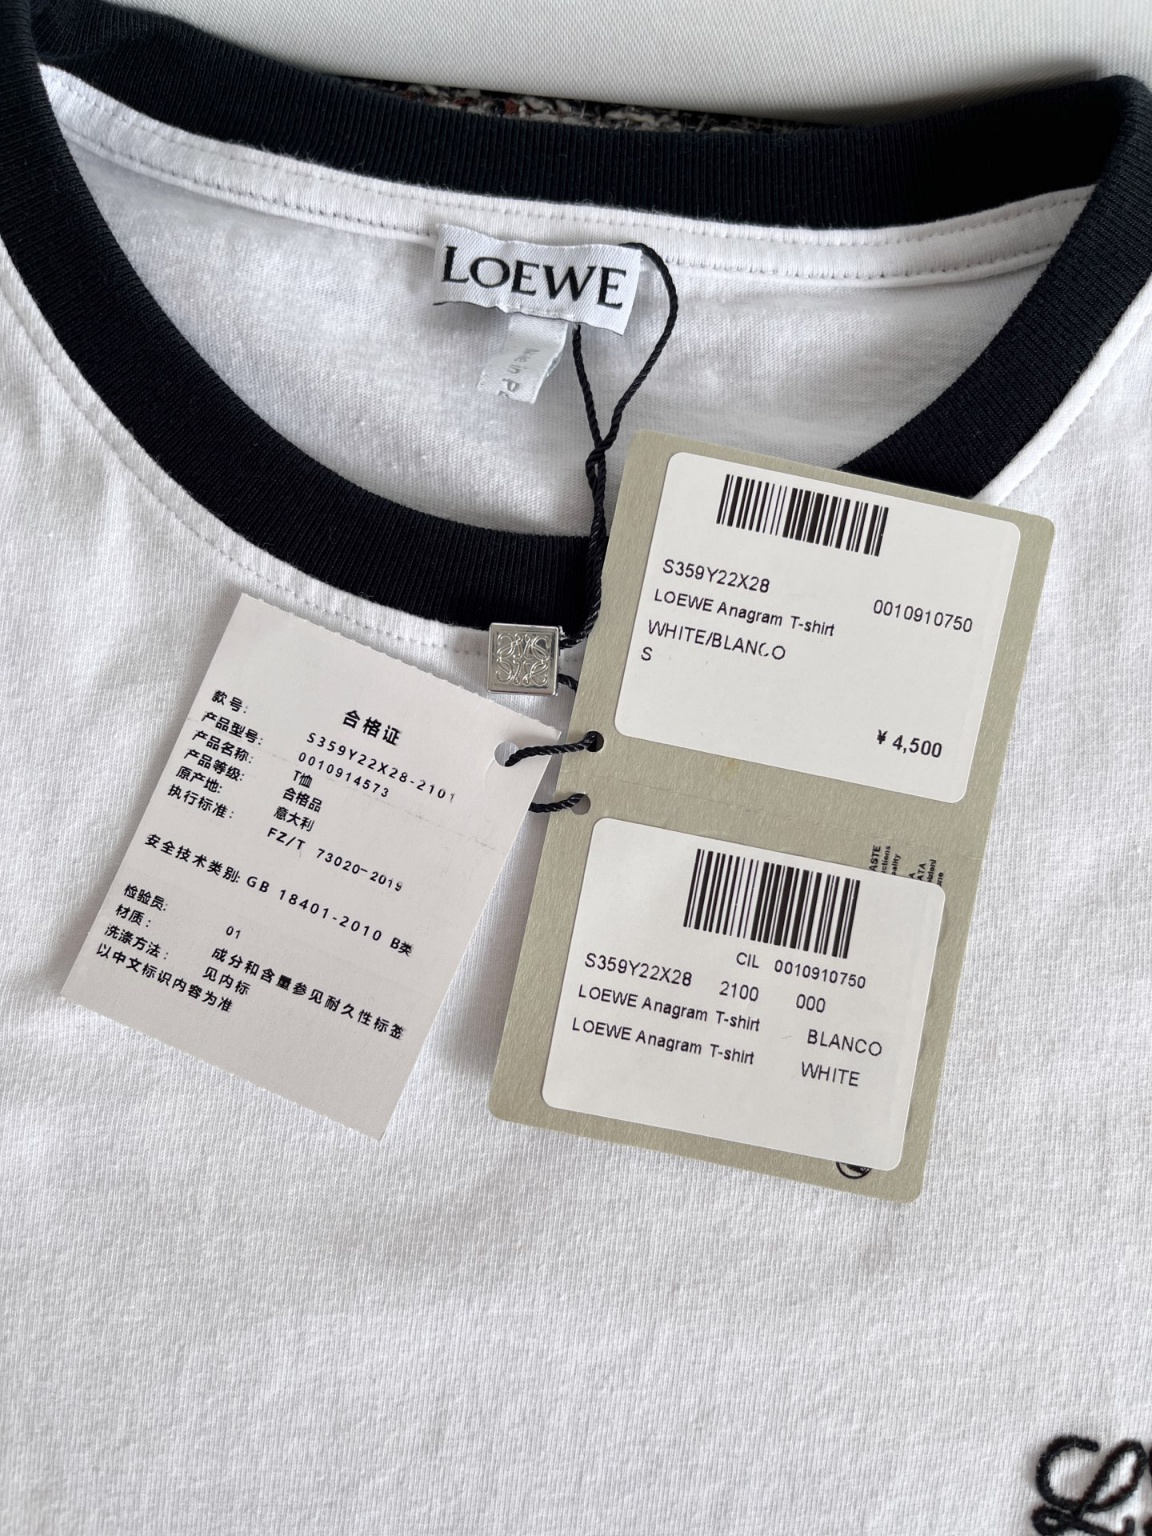 LOEWE
S359Y22X28
0010910750
LOEWE Anagram T-shirt
WHITE/BLANCO
S
¥ 4,500
合格证
款号: S359Y22X28-2101
产品型号: 0010914573
产品名称: T恤
产品等级: 合格品
原产地: 意大利
执行标准: FZ/T 73020-2019
安全技术类别: GB 18401-2010 B类
检验员: 01
材质: 成分和含量参见耐久性标签
洗涤方法: 见内标
以中文标识内容为准
CIL 0010910750
S359Y22X28 2100 000
LOEWE Anagram T-shirt BLANCO
LOEWE Anagram T-shirt WHITE